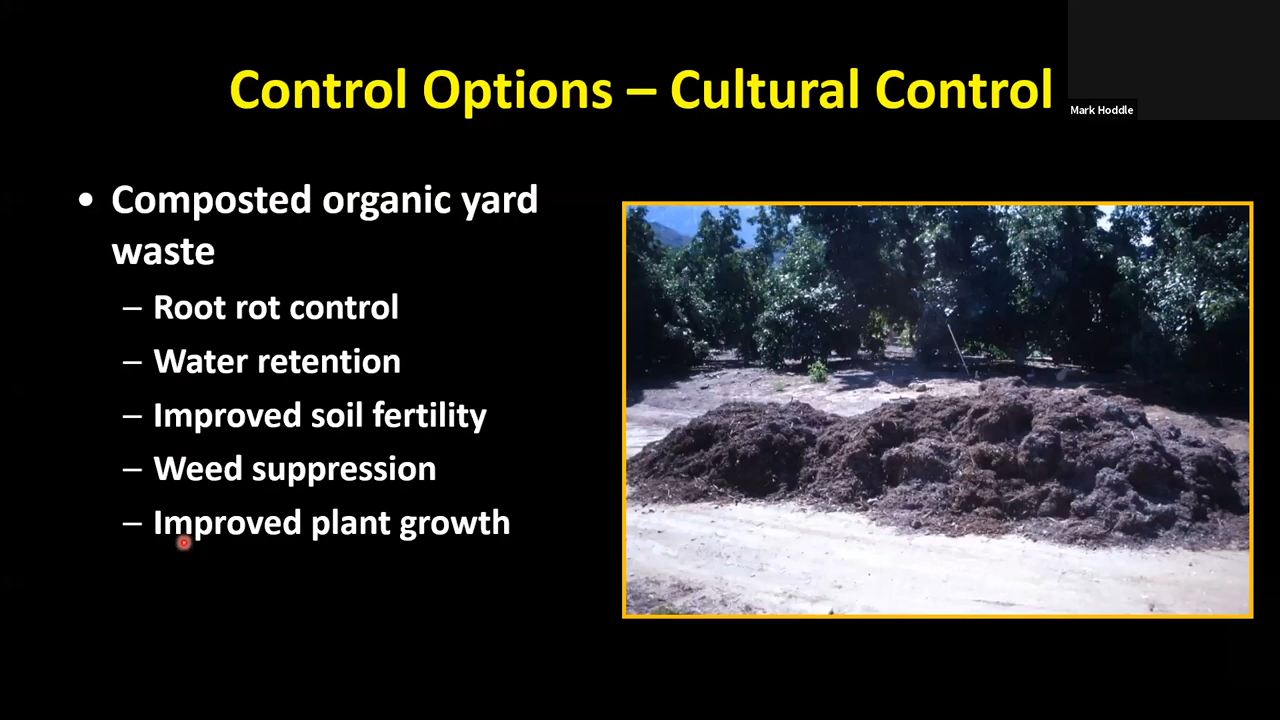 Control Options – Cultural Control
Mark Hoddle
• Composted organic yard
waste
– Root rot control
– Water retention
– Improved soil fertility
– Weed suppression
– Improved plant growth